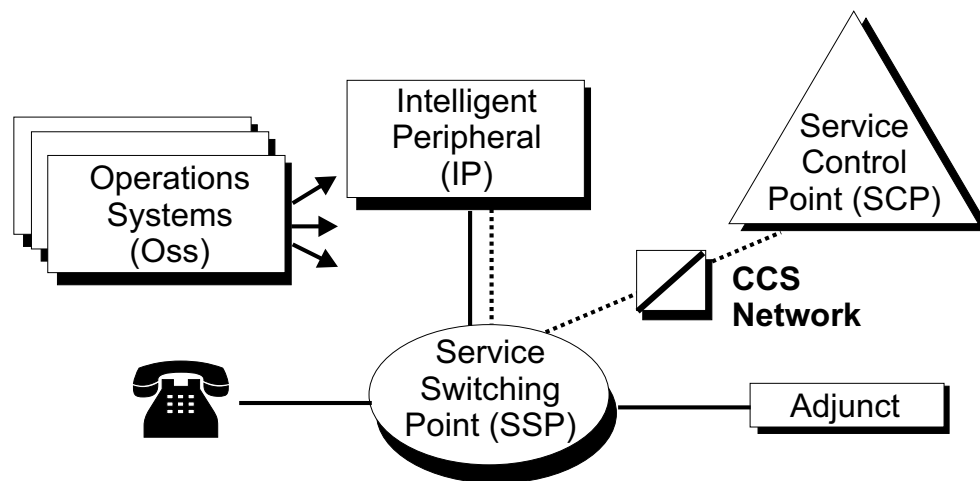 Operations
Systems
(Oss)
Intelligent
Peripheral
(IP)
Service
Control
Point (SCP)
CCS
Network
Service
Switching
Point (SSP)
Adjunct